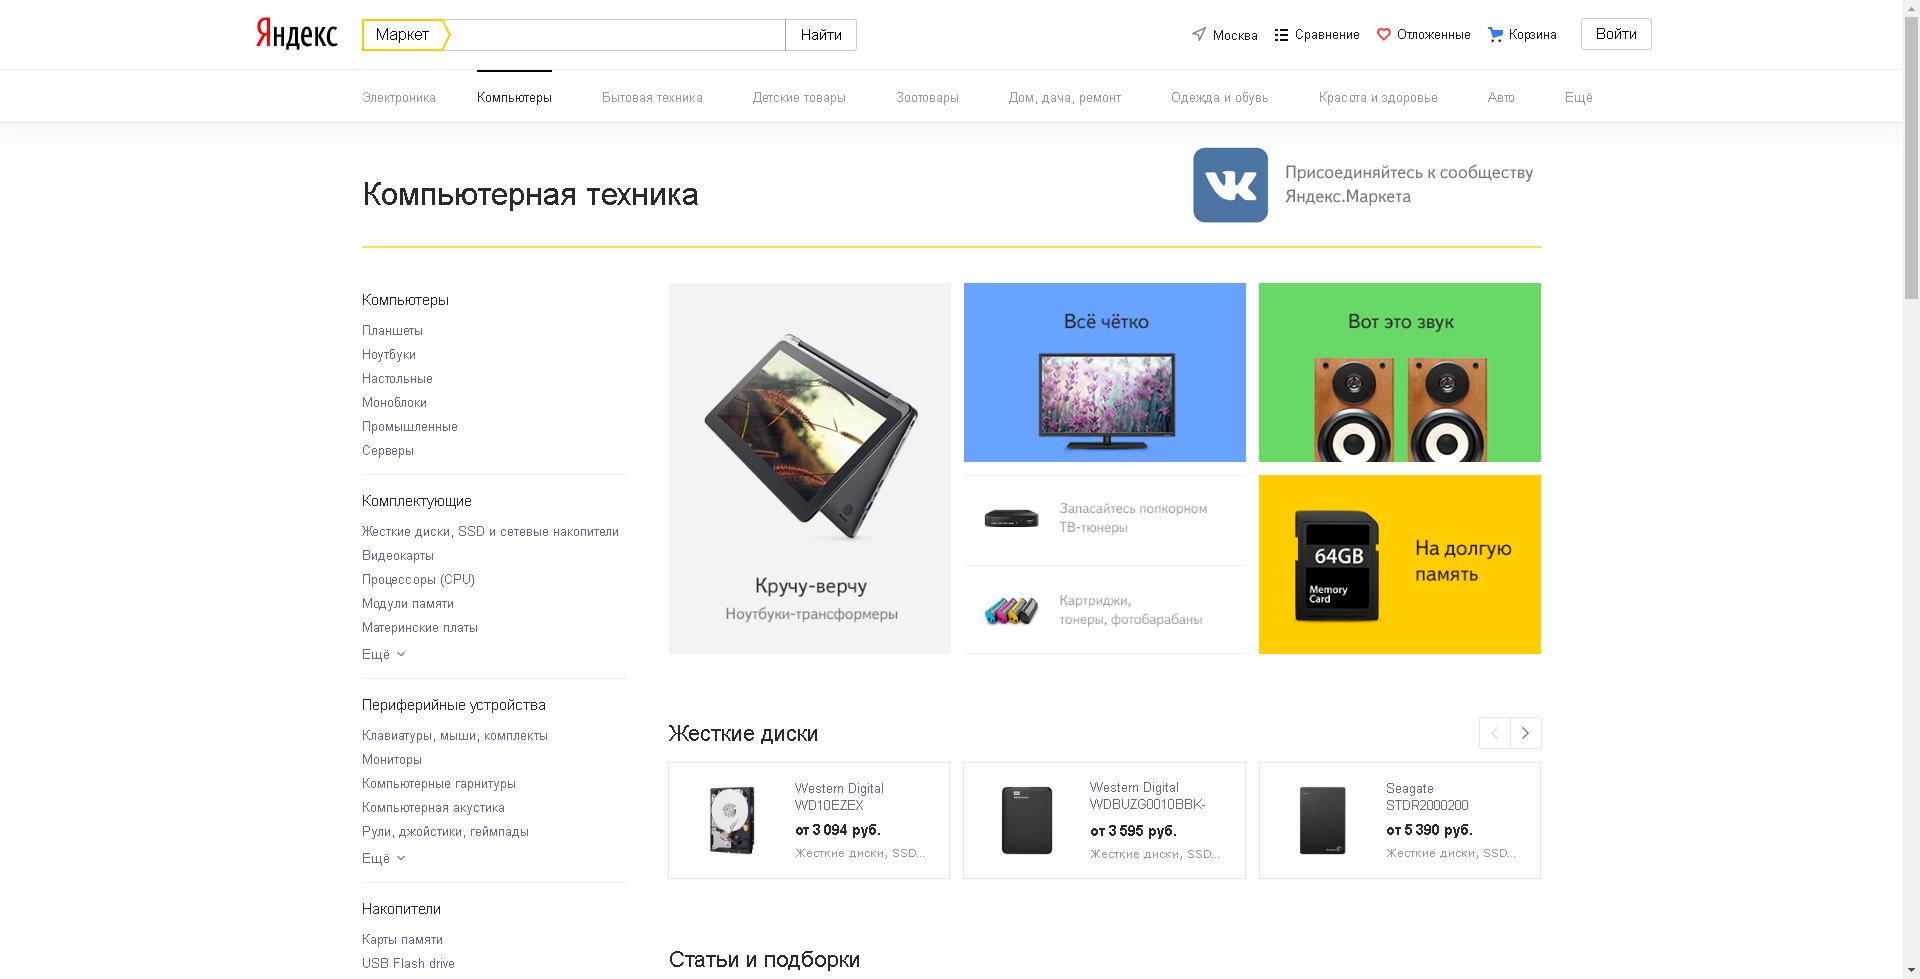 Яндекс
Маркет
Найти
Москва
Сравнение
Отложенные
Корзина
Войти
Электроника
Компьютеры
Бытовая техника
Детские товары
Зоотовары
Дом, дача, ремонт
Одежда и обувь
Красота и здоровье
Авто
Ещё
Компьютерная техника
Присоединяйтесь к сообществу
Яндекс.Маркета
Компьютеры
Планшеты
Ноутбуки
Настольные
Моноблоки
Промышленные
Серверы
Комплектующие
Жесткие диски, SSD и сетевые накопители
Видеокарты
Процессоры (CPU)
Модули памяти
Материнские платы
Ещё
Периферийные устройства
Клавиатуры, мыши, комплекты
Мониторы
Компьютерные гарнитуры
Компьютерная акустика
Рули, джойстики, геймпады
Ещё
Накопители
Карты памяти
USB Flash drive
Кручу-верчу
Ноутбуки-трансформеры
Всё чётко
Вот это звук
Запасайтесь попкорном
ТВ-тюнеры
Картриджи,
тонеры, фотобарабаны
64GB
Memory
Card
На долгую
память
Жесткие диски
Western Digital
WD10EZEX
от 3 094 руб.
Жесткие диски, SSD...
Western Digital
WDBUZG0010BBK-
от 3 595 руб.
Жесткие диски, SSD...
Seagate
STDR2000200
от 5 390 руб.
Жесткие диски, SSD...
Статьи и подборки